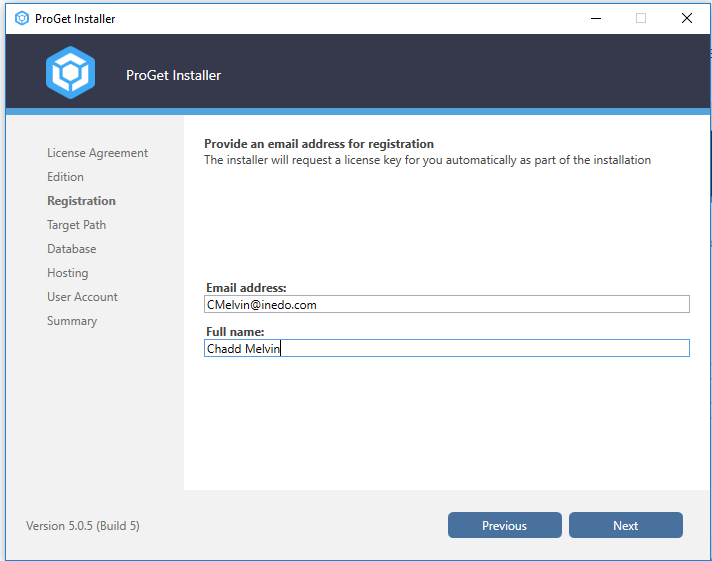 ProGet Installer
ProGet Installer
License Agreement
Edition
Registration
Target Path
Database
Hosting
User Account
Summary
Provide an email address for registration
The installer will request a license key for you automatically as part of the installation
Email address:
CMelvin@inedo.com
Full name:
Chadd Melvin
Version 5.0.5 (Build 5)
Previous
Next